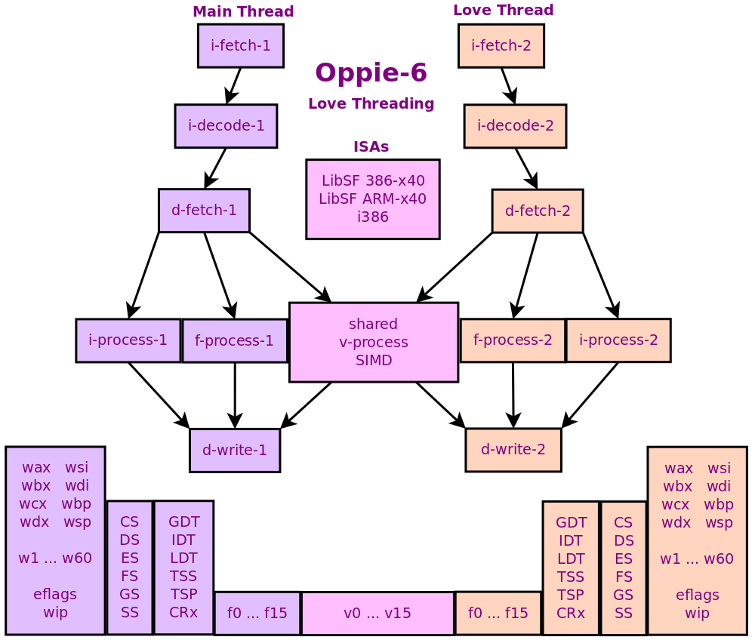 Main Thread
Love Thread
i-fetch-1
i-fetch-2
Oppie-6
Love Threading
i-decode-1
i-decode-2
ISAs
LibSF 386-x40
LibSF ARM-x40
i386
d-fetch-1
d-fetch-2
i-process-1
f-process-1
shared
v-process
SIMD
f-process-2
i-process-2
d-write-1
d-write-2
wax wsi
wbx wdi
wcx wbp
wdx wsp
w1 ... w60
eflags
wip
CS
DS
ES
FS
GS
SS
GDT
IDT
LDT
TSS
TSP
CRx
f0 ... f15
v0 ... v15
f0 ... f15
GDT
IDT
LDT
TSS
TSP
CRx
CS
DS
ES
FS
GS
SS
wax wsi
wbx wdi
wcx wbp
wdx wsp
w1 ... w60
eflags
wip